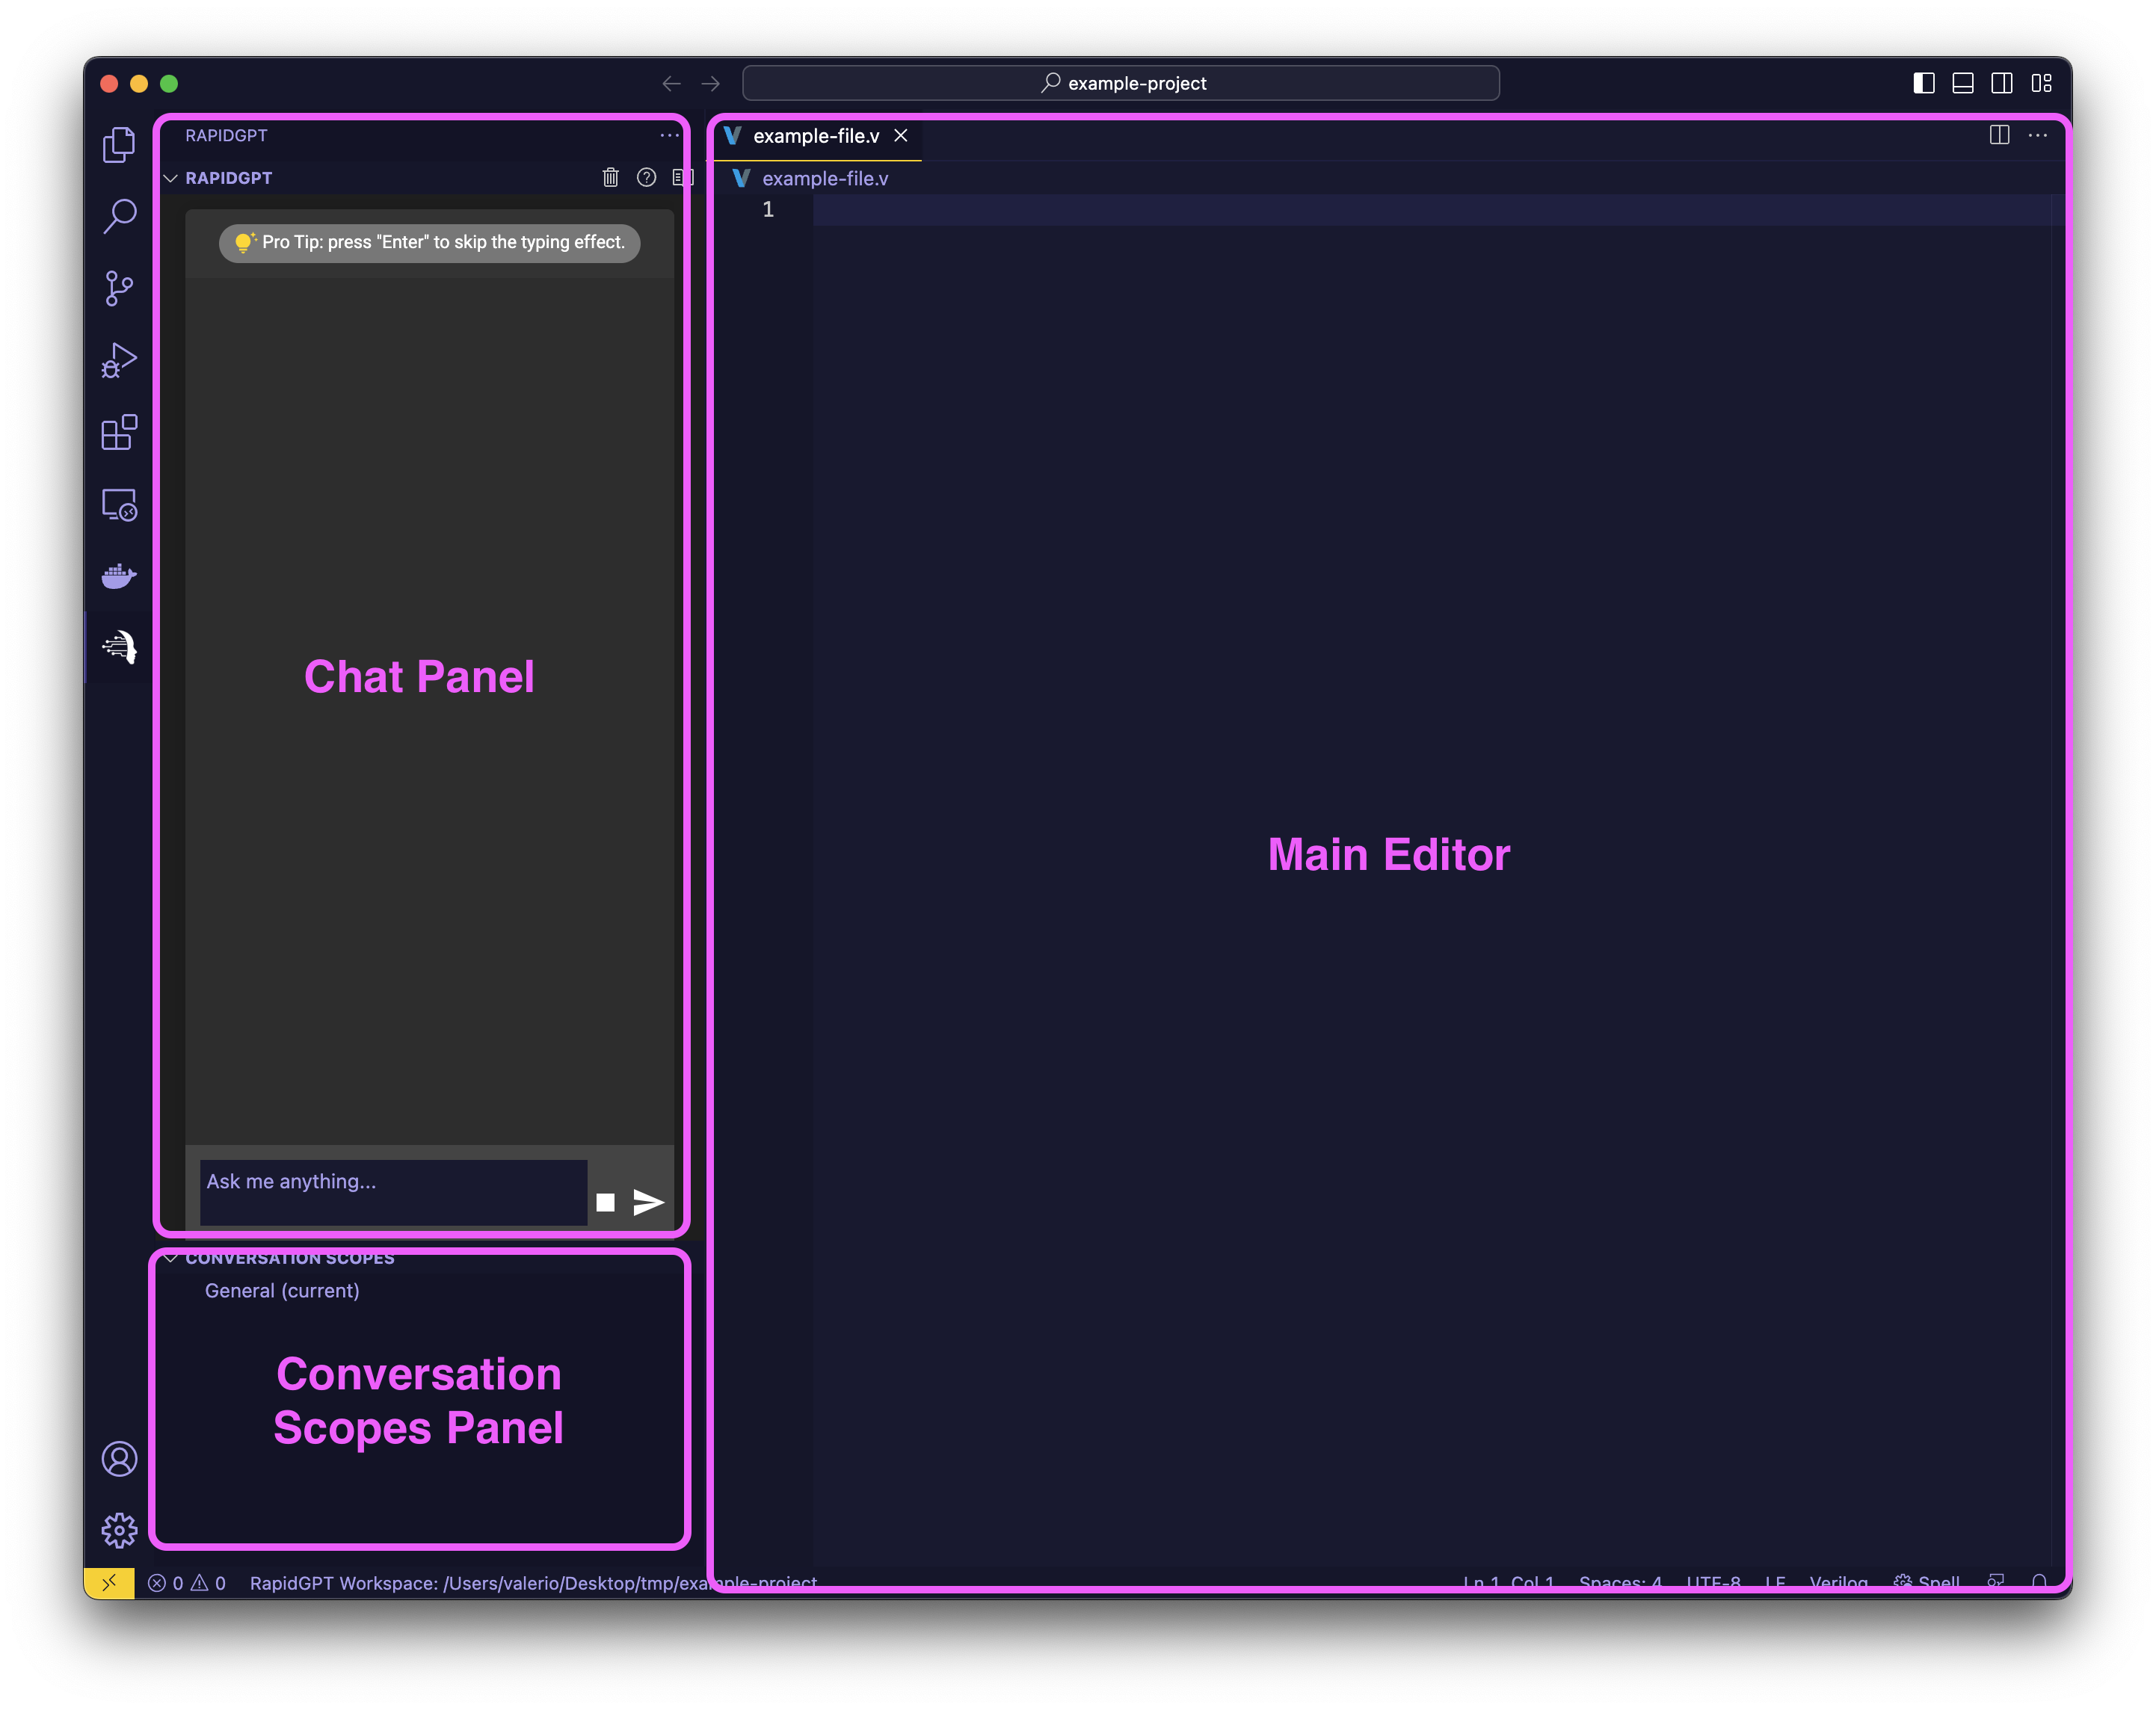 example-project
RAPIDGPT
RAPIDGPT
Pro Tip: press "Enter" to skip the typing effect.
Chat Panel
Ask me anything...
CONVERSATION SCOPES
General (current)
Conversation
Scopes Panel
example-file.v
example-file.v
1
Main Editor
0 0 RapidGPT Workspace: /Users/valerio/Desktop/tmp/example-project Ln 1, Col 1 Spaces: 4 UTF-8 LF Verilog Spell